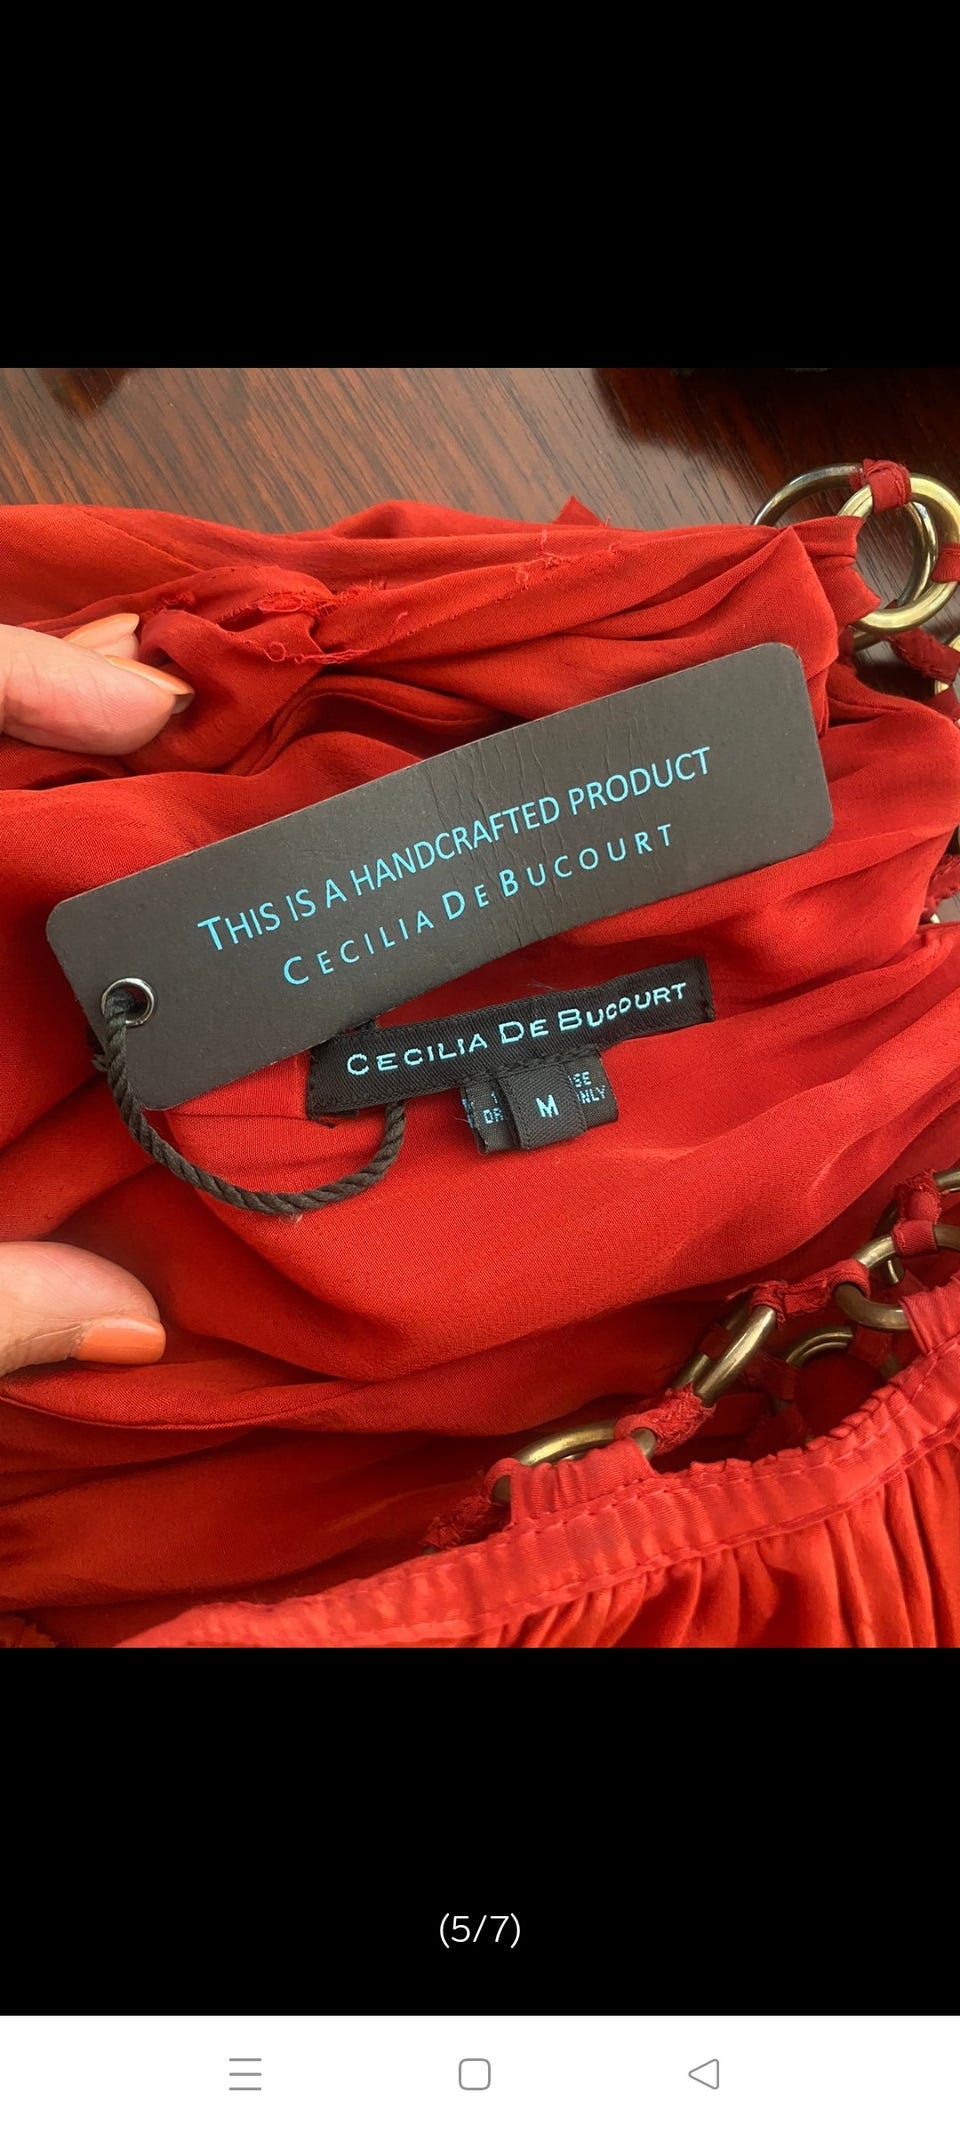 THIS IS A HANDCRAFTED PRODUCT
CECILIA DE BUCOURT
CECILIA DE BUCOURT
M
(5/7)